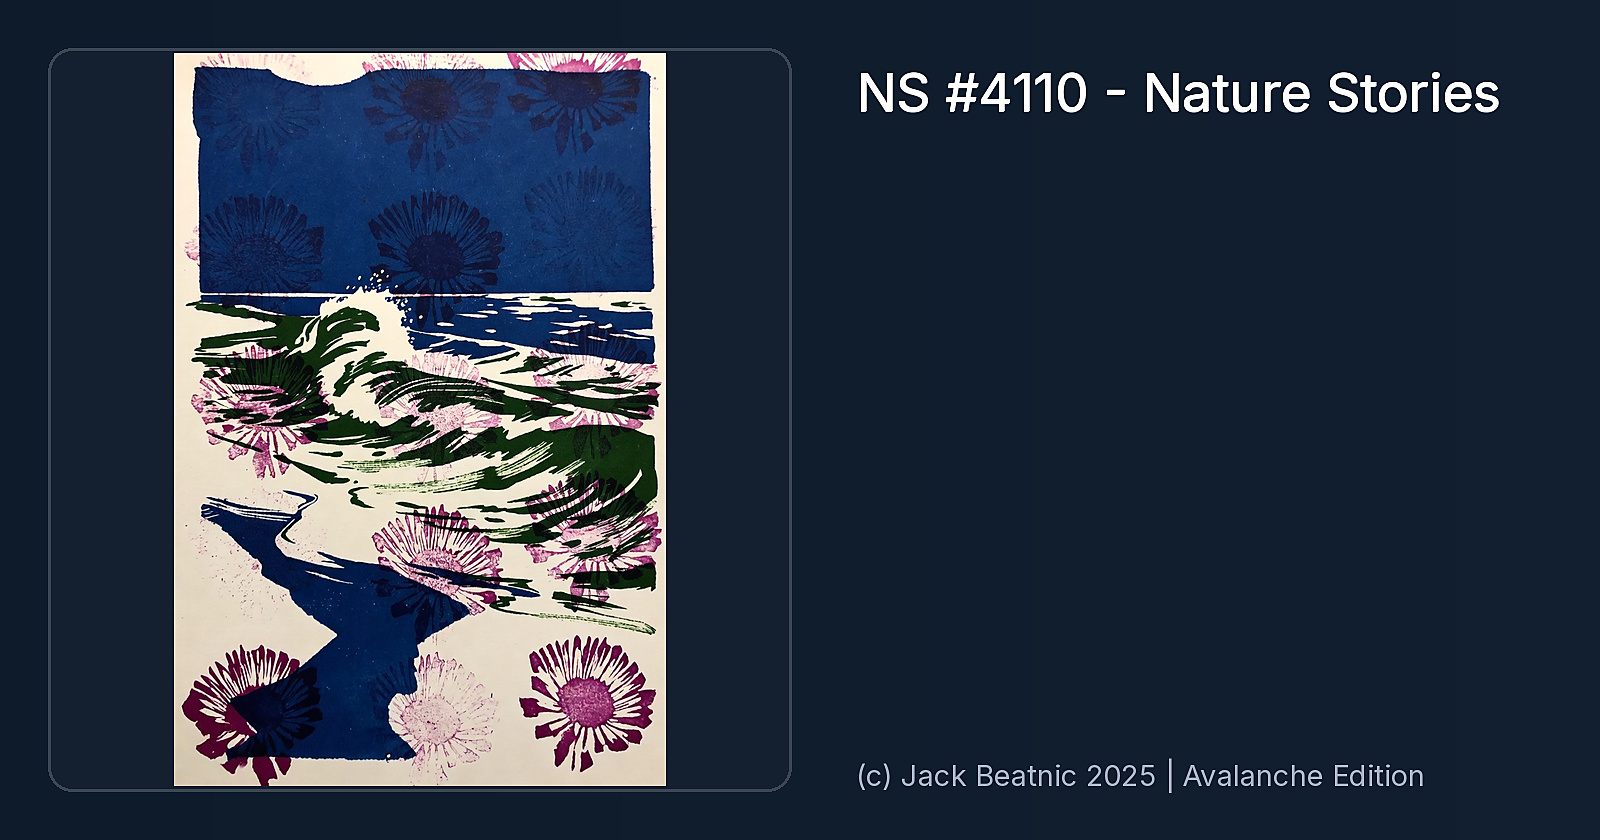 NS #4110 - Nature Stories
(c) Jack Beatnic 2025 | Avalanche Edition